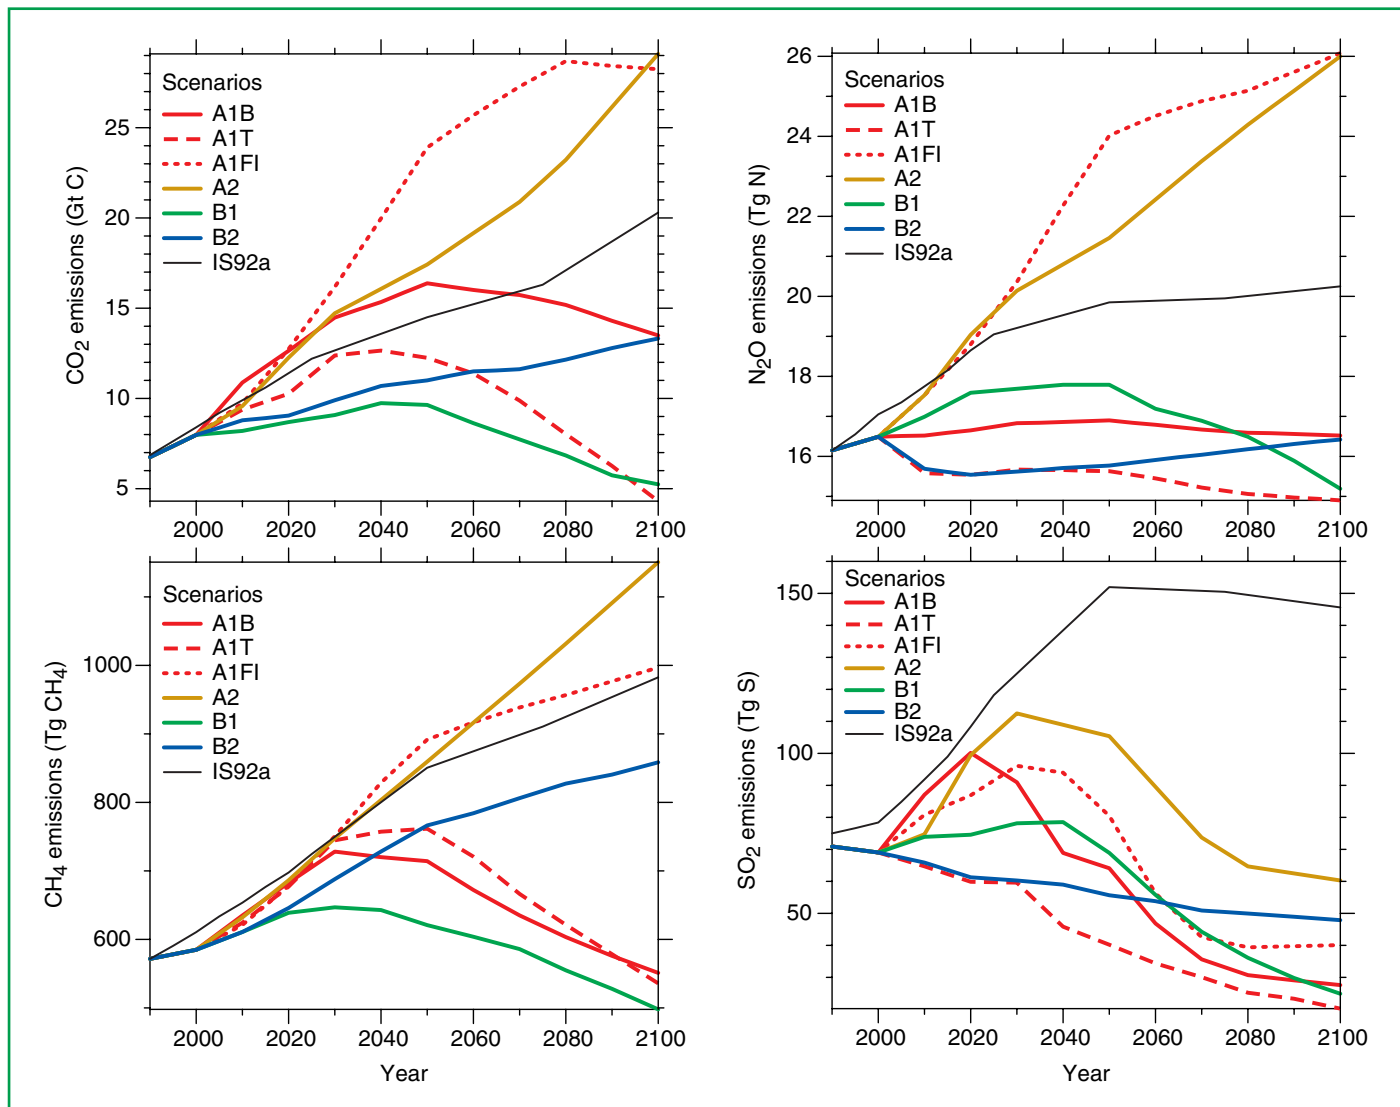 Scenarios
A1B
A1T
A1FI
A2
B1
B2
IS92a
CO2 emissions (Gt C)
25
20
15
10
5
2000 2020 2040 2060 2080 2100
Scenarios
A1B
A1T
A1FI
A2
B1
B2
IS92a
N2O emissions (Tg N)
26
24
22
20
18
16
2000 2020 2040 2060 2080 2100
Scenarios
A1B
A1T
A1FI
A2
B1
B2
IS92a
CH4 emissions (Tg CH4)
1000
800
600
2000 2020 2040 2060 2080 2100
Year
Scenarios
A1B
A1T
A1FI
A2
B1
B2
IS92a
SO2 emissions (Tg S)
150
100
50
2000 2020 2040 2060 2080 2100
Year